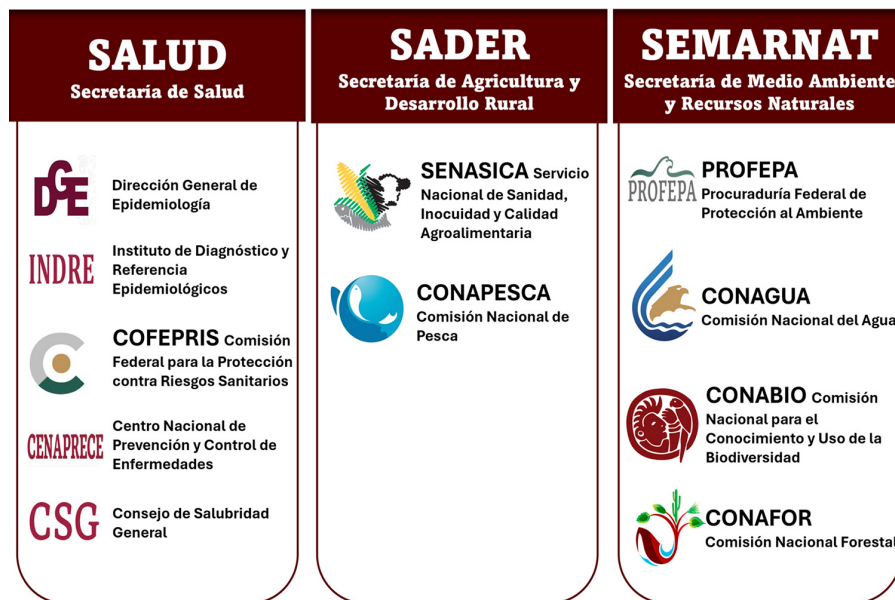 SALUD
Secretaría de Salud
DGE
Dirección General de
Epidemiología
INDRE
Instituto de Diagnóstico y
Referencia
Epidemiológicos
COFEPRIS Comisión
Federal para la Protección
contra Riesgos Sanitarios
CENAPRECE
Centro Nacional de
Prevención y Control de
Enfermedades
CSG
Consejo de Salubridad
General
SADER
Secretaría de Agricultura y
Desarrollo Rural
SENASICA Servicio
Nacional de Sanidad,
Inocuidad y Calidad
Agroalimentaria
CONAPESCA
Comisión Nacional de
Pesca
SEMARNAT
Secretaría de Medio Ambiente
y Recursos Naturales
PROFEPA
PROFEPA
Procuraduría Federal de
Protección al Ambiente
CONAGUA
Comisión Nacional del Agua
CONABIO Comisión
Nacional para el
Conocimiento y Uso de la
Biodiversidad
CONAFOR
Comisión Nacional Forestal